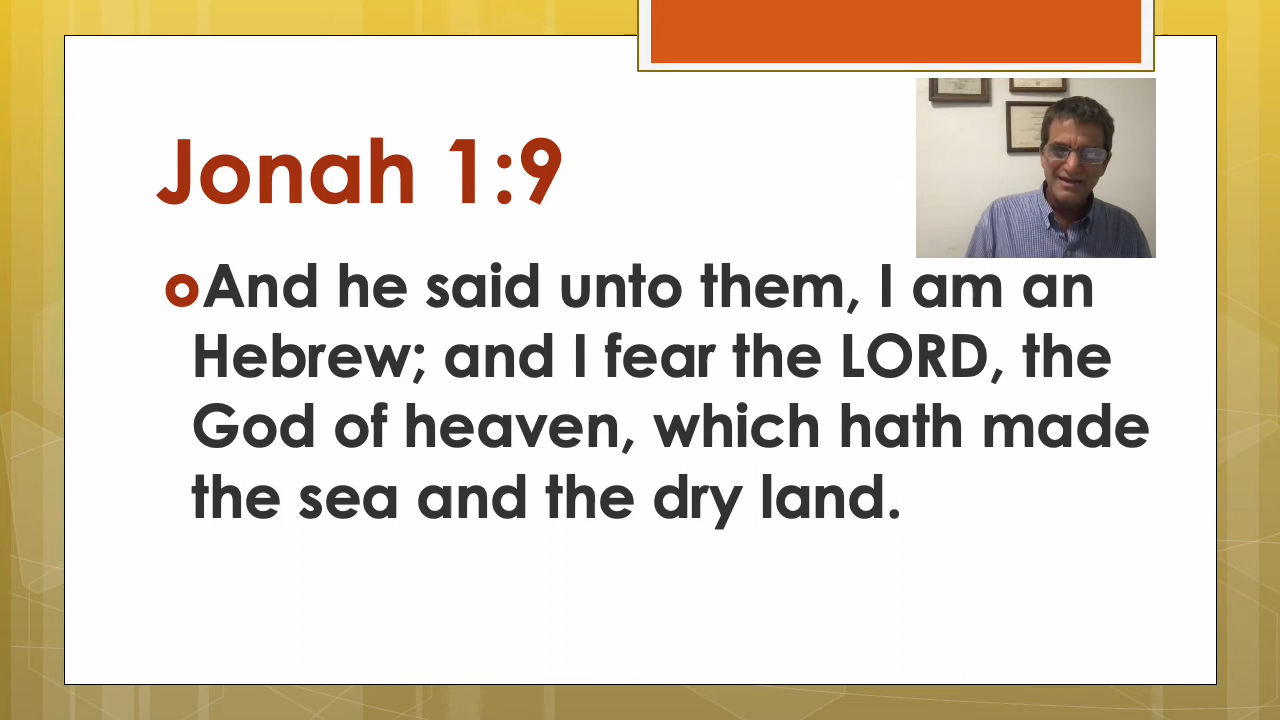 Jonah 1:9
And he said unto them, I am an
Hebrew; and I fear the LORD, the
God of heaven, which hath made
the sea and the dry land.